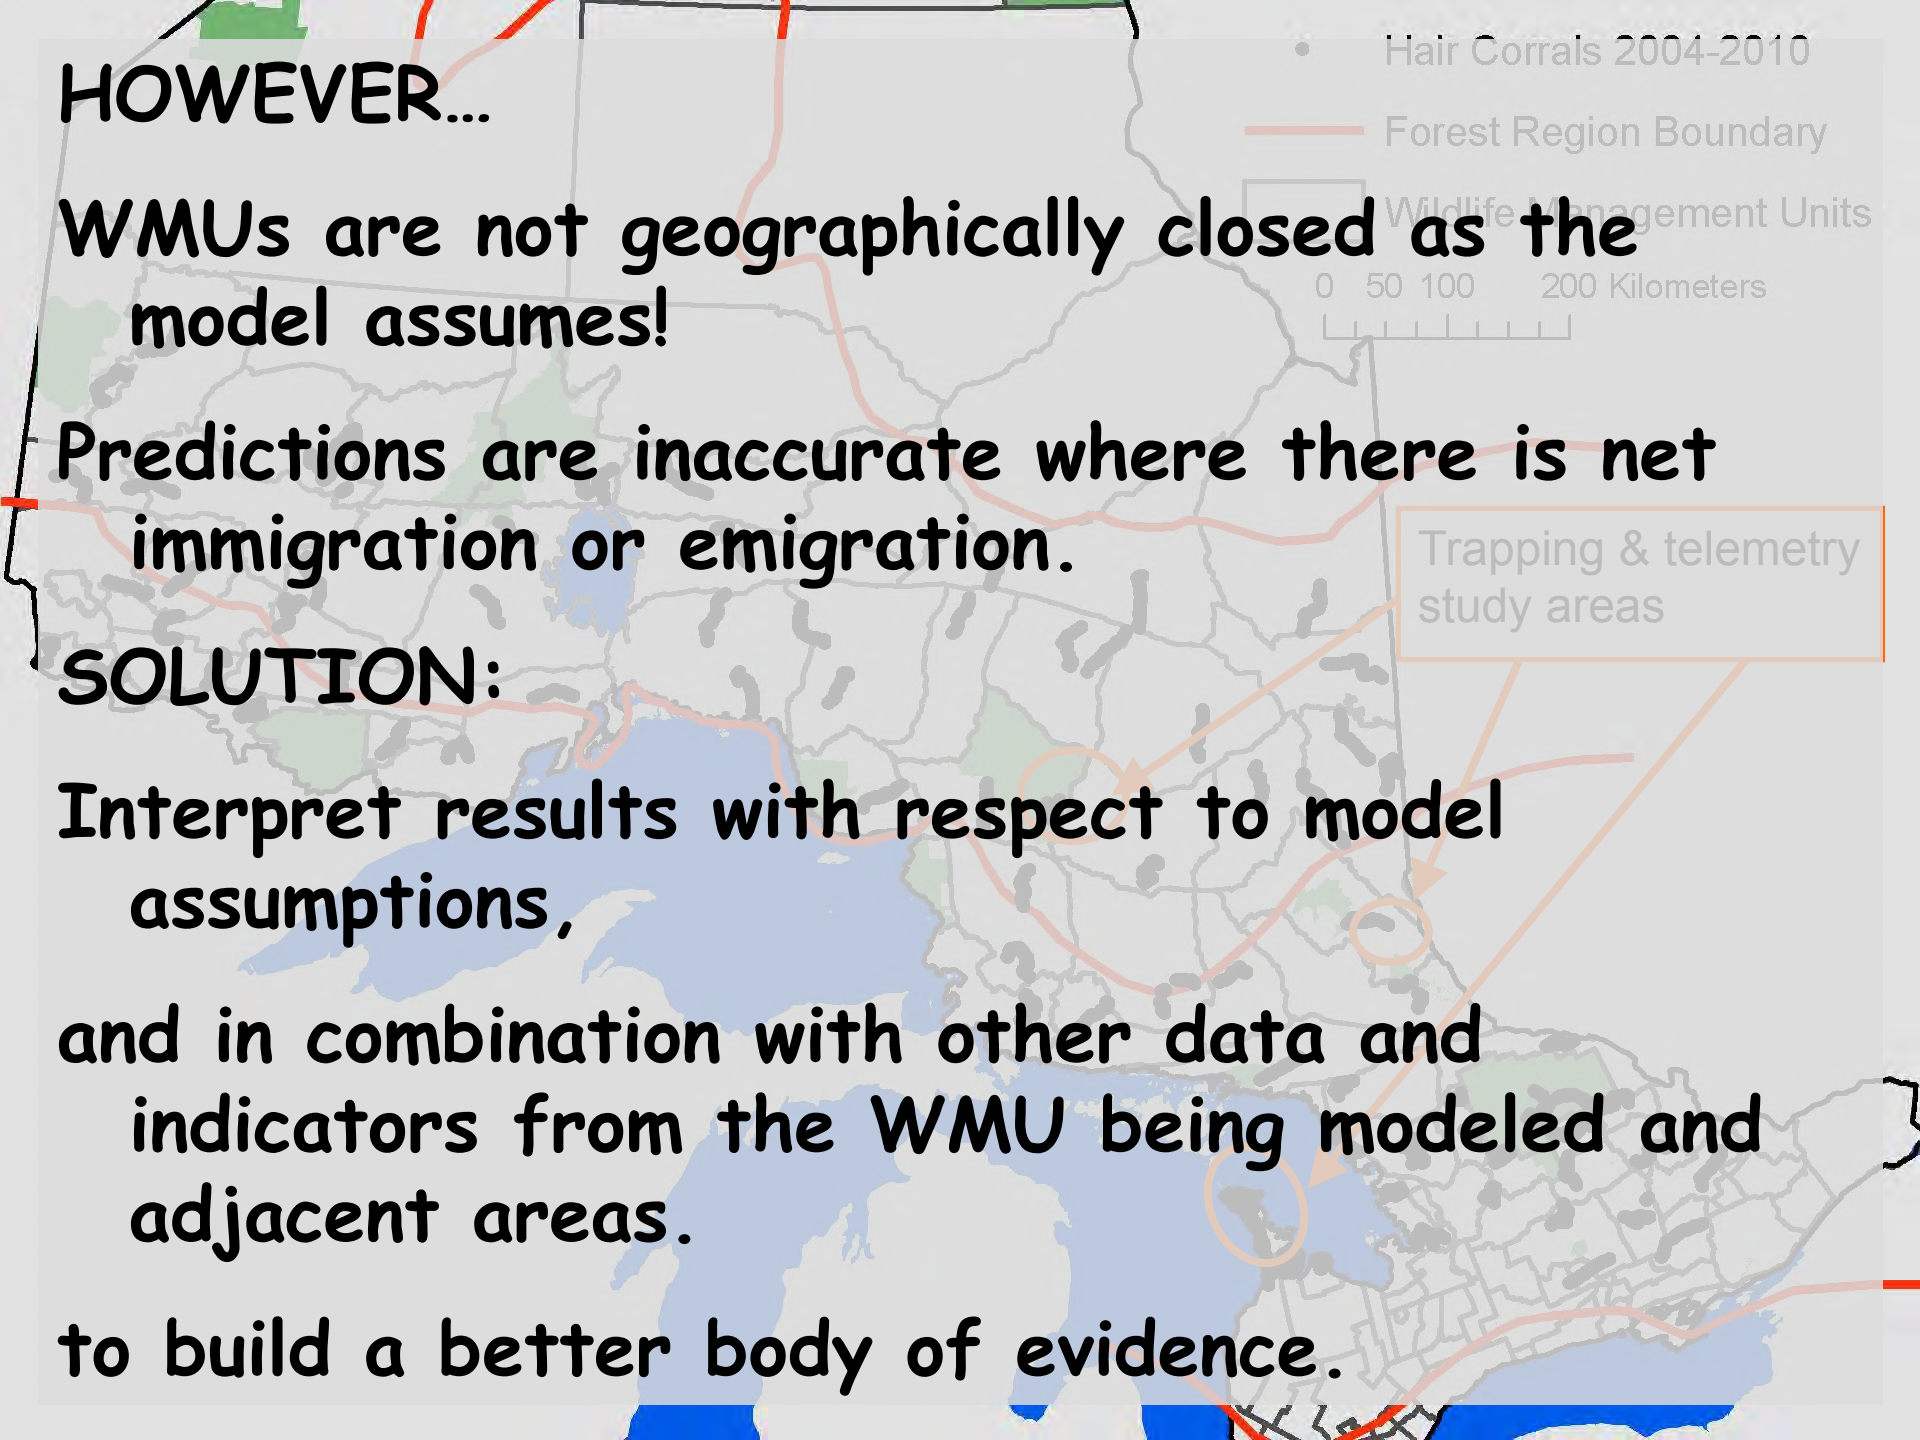 HOWEVER…
WMUs are not geographically closed as the
model assumes!
Predictions are inaccurate where there is net
immigration or emigration.
SOLUTION:
Interpret results with respect to model
assumptions,
and in combination with other data and
indicators from the WMU being modeled and
adjacent areas.
to build a better body of evidence.
Hair Corrals 2004-2010
Forest Region Boundary
Wildlife Management Units
0 50 100 200 Kilometers
Trapping & telemetry
study areas